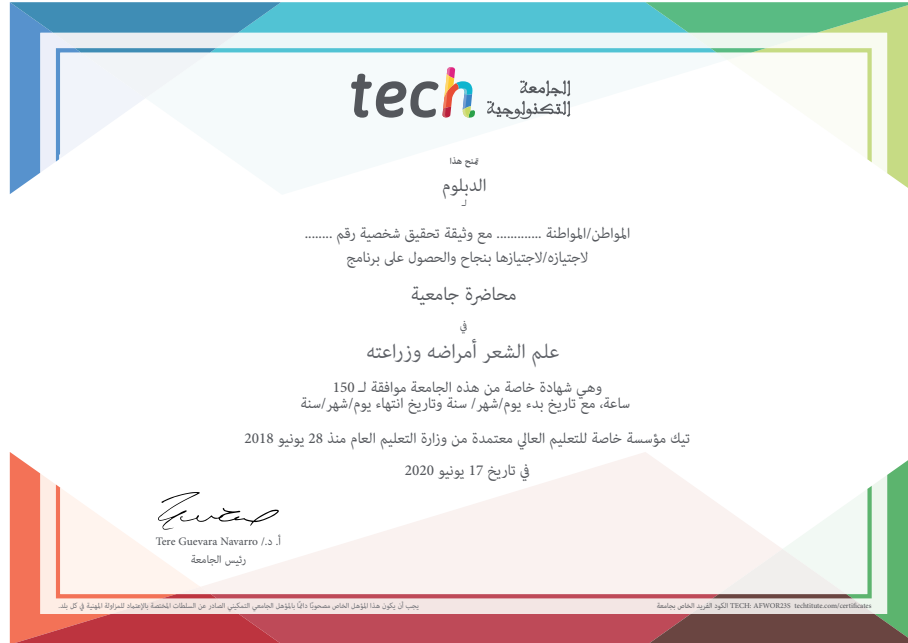 tech الجامعة
التكنولوجية
يمنح هذا
الدبلوم
لـ
المواطن/المواطنة ............. مع وثيقة تحقيق شخصية رقم ........
لاجتيازه/لاجتيازها بنجاح والحصول على برنامج
محاضرة جامعية
في
علم الشعر أمراضه وزراعته
وهي شهادة خاصة من هذه الجامعة موافقة لـ 150
ساعة، مع تاريخ بدء يوم/شهر/ سنة وتاريخ انتهاء يوم/شهر/سنة
تيك مؤسسة خاصة للتعليم العالي معتمدة من وزارة التعليم العام منذ 28 يونيو 2018
في تاريخ 17 يونيو 2020
أ. د./ Tere Guevara Navarro
رئيس الجامعة
يجب أن يكون هذا المؤهل الخاص مصحوبًا دائمًا بالمؤهل الجامعي التمكيني الصادر عن السلطات المختصة بالإعتماد للمزاولة المهنية في كل بلد.
الكود الفريد الخاص بجامعة TECH: AFWOR23S techtitute.com/certificates